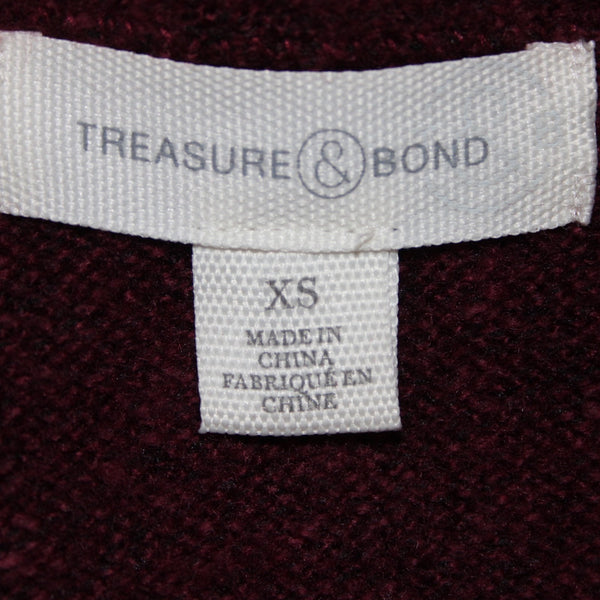 TREASURE & BOND
XS
MADE IN
CHINA
FABRIQUÉ EN
CHINE